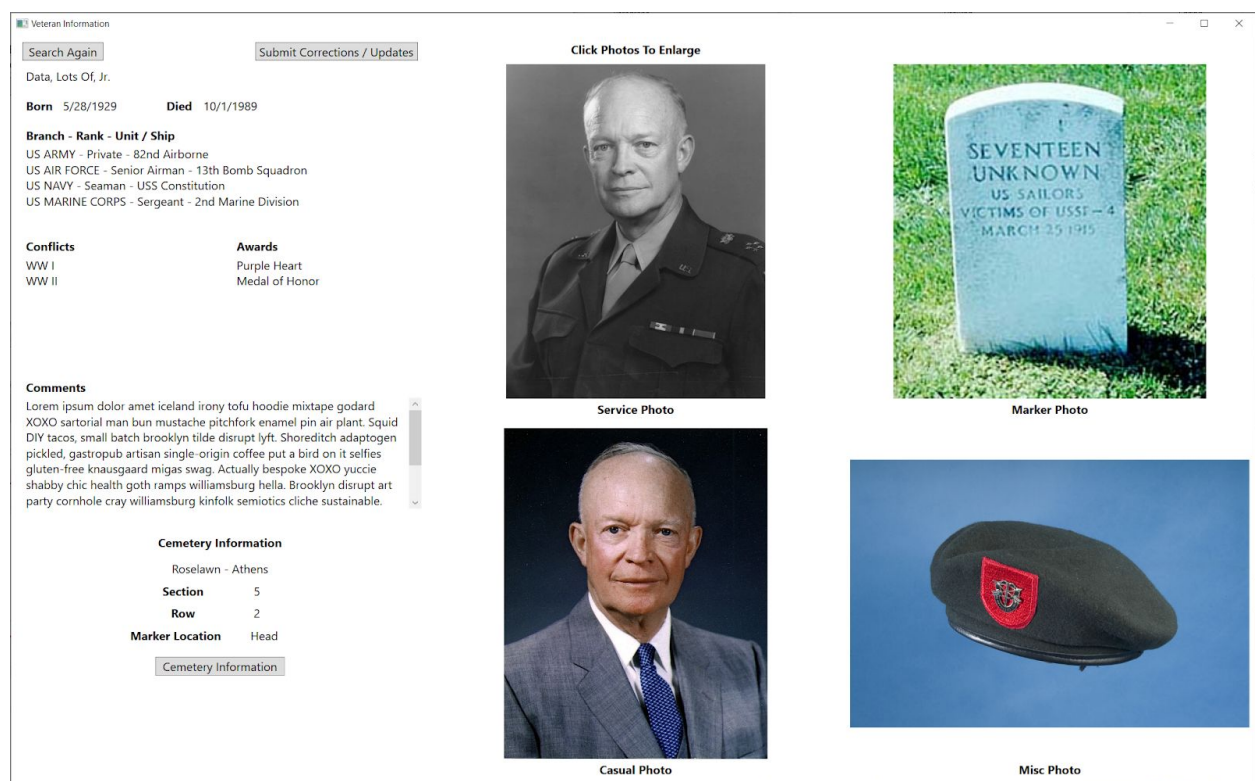 Veteran Information
Search Again
Submit Corrections / Updates
Data, Lots Of, Jr.
Born 5/28/1929 Died 10/1/1989
Branch - Rank - Unit / Ship
US ARMY - Private - 82nd Airborne
US AIR FORCE - Senior Airman - 13th Bomb Squadron
US NAVY - Seaman - USS Constitution
US MARINE CORPS - Sergeant - 2nd Marine Division
Conflicts
WW I
WW II
Awards
Purple Heart
Medal of Honor
Comments
Lorem ipsum dolor amet iceland irony tofu hoodie mixtape godard
XOXO sartorial man bun mustache pitchfork enamel pin air plant. Squid
DIY tacos, small batch brooklyn tilde disrupt lyft. Shoreditch adaptogen
pickled, gastropub artisan single-origin coffee put a bird on it selfies
gluten-free knausgaard migas swag. Actually bespoke XOXO yuccie
shabby chic health goth ramps williamsburg hella. Brooklyn disrupt art
party cornhole cray williamsburg kinfolk semiotics cliche sustainable.
Cemetery Information
Roselawn - Athens
Section 5
Row 2
Marker Location Head
Cemetery Information
Click Photos To Enlarge
Service Photo
SEVENTEEN
UNKNOWN
US SAILORS
VICTIMS OF USSF-4
MARCH 25 1915
Marker Photo
Casual Photo
Misc Photo